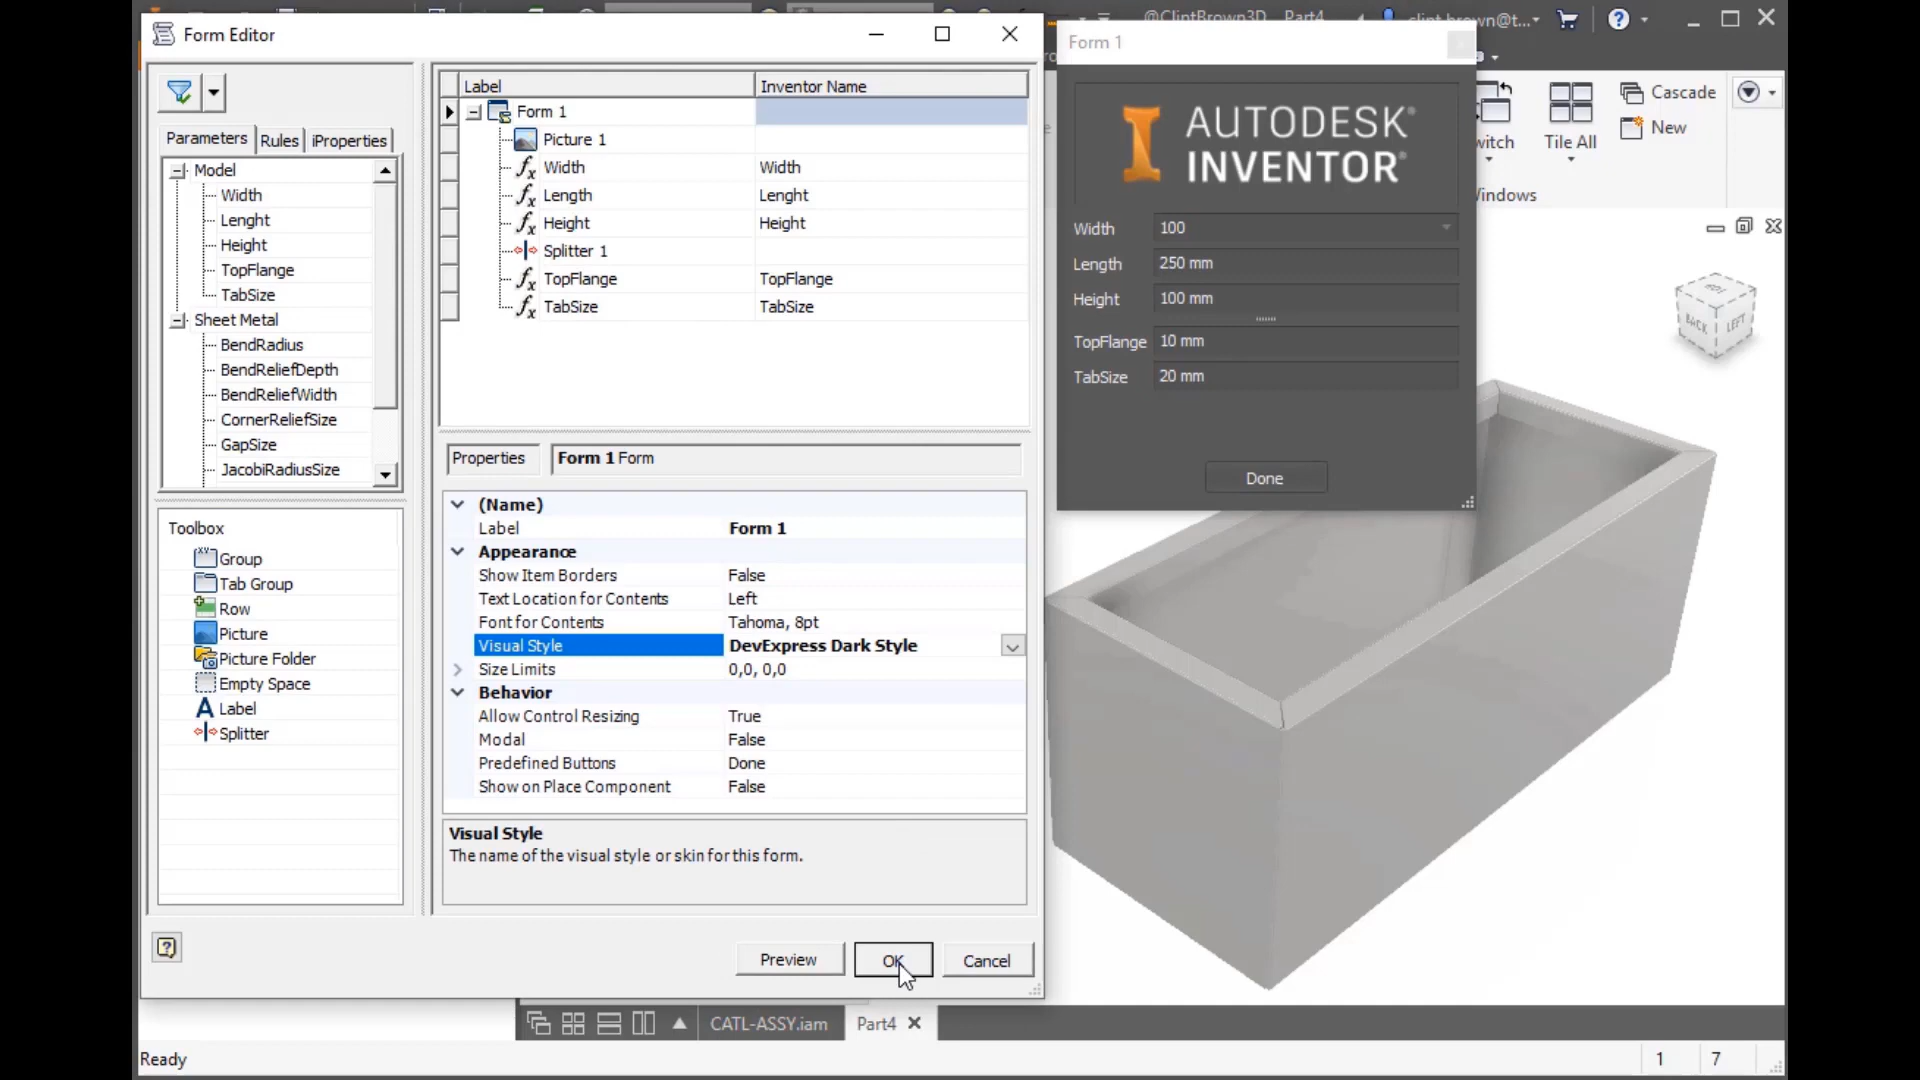 Form Editor
Parameters Rules iProperties
Model
Width
Lenght
Height
TopFlange
TabSize
Sheet Metal
BendRadius
BendReliefDepth
BendReliefWidth
CornerReliefSize
GapSize
JacobiRadiusSize
Toolbox
Group
Tab Group
Row
Picture
Picture Folder
Empty Space
Label
Splitter
Label Inventor Name
Form 1
Picture 1
Width Width
Length Lenght
Height Height
Splitter 1
TopFlange TopFlange
TabSize TabSize
Properties Form 1 Form
(Name)
Label Form 1
Appearance
Show Item Borders False
Text Location for Contents Left
Font for Contents Tahoma, 8pt
Visual Style DevExpress Dark Style
Size Limits 0,0, 0,0
Behavior
Allow Control Resizing True
Modal False
Predefined Buttons Done
Show on Place Component False
Visual Style
The name of the visual style or skin for this form.
Preview OK Cancel
@ClintBrown3D Part4 clint.brown@t...
Form 1
AUTODESK®
INVENTOR®
Width 100
Length 250 mm
Height 100 mm
TopFlange 10 mm
TabSize 20 mm
Done
Tile All
Cascade
New
BACK LEFT
CATL-ASSY.iam Part4
Ready 1 7